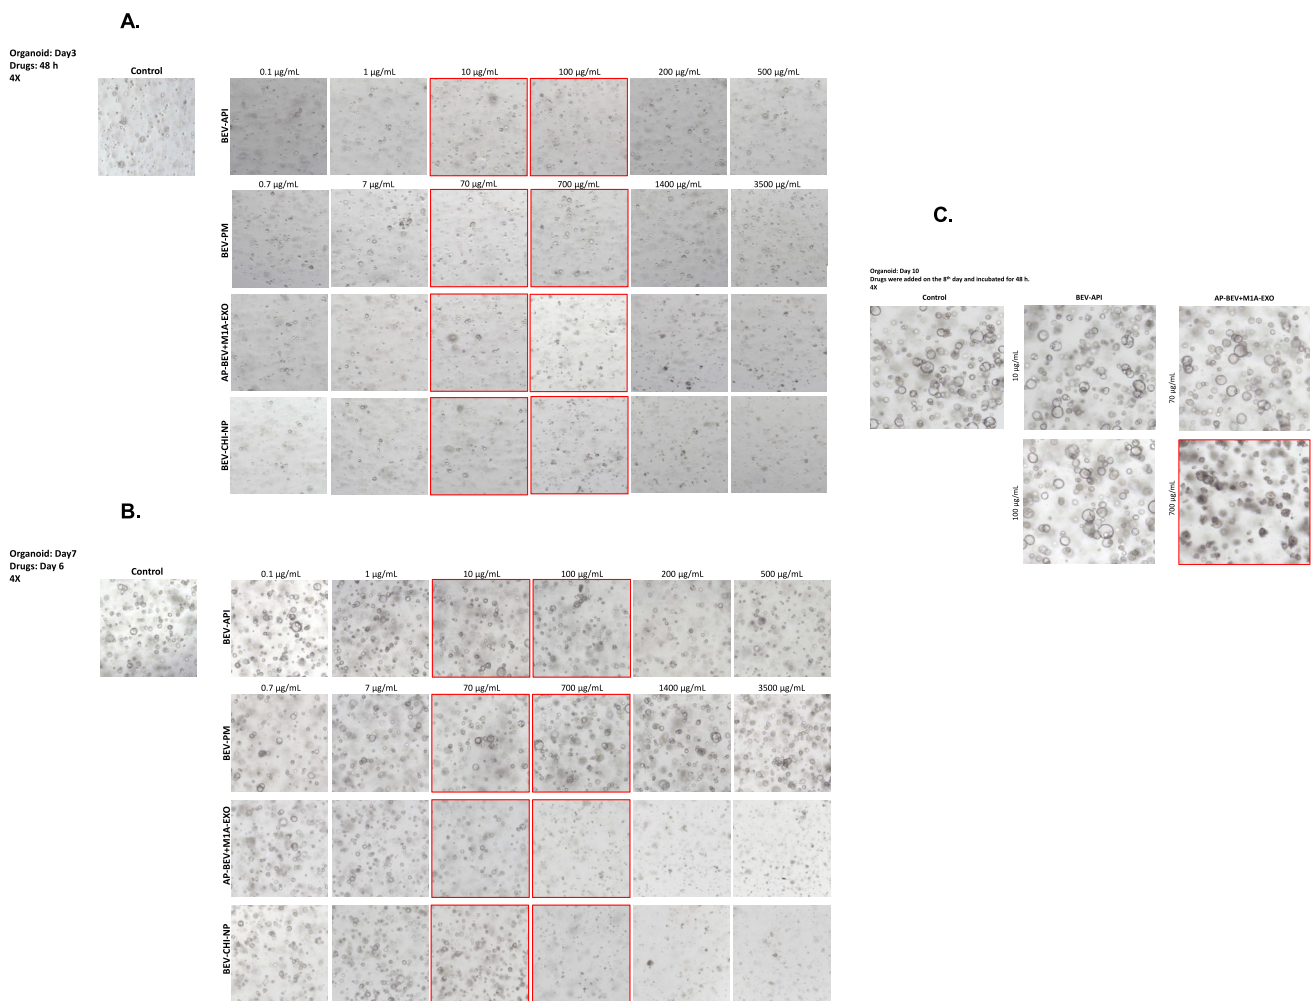 A.
Organoid: Day3
Drugs: 48 h
4X
Control
0.1 µg/mL
1 µg/mL
10 µg/mL
100 µg/mL
200 µg/mL
500 µg/mL
BEV-API
0.7 µg/mL
7 µg/mL
70 µg/mL
700 µg/mL
1400 µg/mL
3500 µg/mL
BEV-PM
AP-BEV+M1A-EXO
BEV-CHI-NP
B.
Organoid: Day7
Drugs: Day 6
4X
Control
0.1 µg/mL
1 µg/mL
10 µg/mL
100 µg/mL
200 µg/mL
500 µg/mL
BEV-API
0.7 µg/mL
7 µg/mL
70 µg/mL
700 µg/mL
1400 µg/mL
3500 µg/mL
BEV-PM
AP-BEV+M1A-EXO
BEV-CHI-NP
C.
Organoid: Day 10
Drugs were added on the 8th day and incubated for 48 h.
4X
Control
BEV-API
AP-BEV+M1A-EXO
10 µg/mL
70 µg/mL
100 µg/mL
700 µg/mL